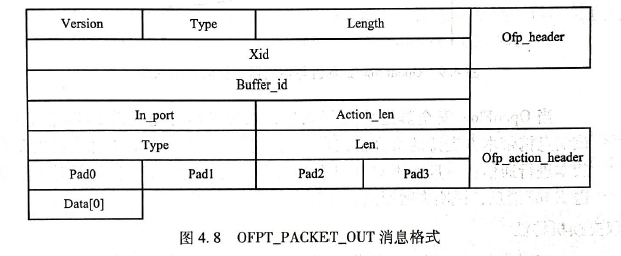 Version Type Length Ofp_header
Xid
Buffer_id
In_port Action_len
Type Len Ofp_action_header
Pad0 Pad1 Pad2 Pad3
Data[0]
图 4.8 OFPT_PACKET_OUT 消息格式